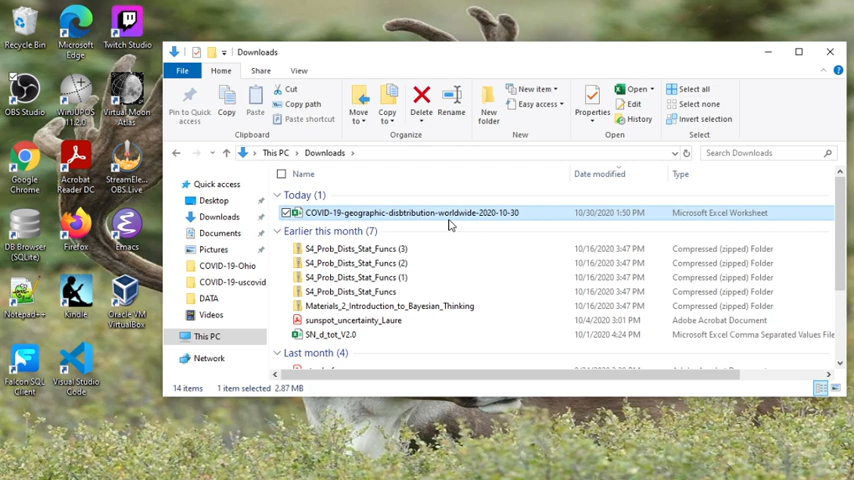 Recycle Bin
Microsoft Edge
Twitch Studio
OBS Studio
WinJUPOS 11.2.0
Virtual Moon Atlas
Google Chrome
Acrobat Reader DC
StreamEle... OBS.Live
DB Browser (SQLite)
Firefox
Emacs
Notepad++
Kindle
Oracle VM VirtualBox
Falcon SQL Client
Visual Studio Code
Downloads
File Home Share View
Pin to Quick access
Copy
Paste
Cut
Copy path
Paste shortcut
Clipboard
Move to
Copy to
Delete
Rename
Organize
New folder
New item
Easy access
New
Properties
Open
Edit
History
Open
Select all
Select none
Invert selection
Select
This PC > Downloads >
Search Downloads
Name Date modified Type
Quick access
Desktop
Downloads
Documents
Pictures
COVID-19-Ohio
COVID-19-uscovid
DATA
Videos
This PC
Network
Today (1)
COVID-19-geographic-disbtribution-worldwide-2020-10-30 10/30/2020 1:50 PM Microsoft Excel Worksheet
Earlier this month (7)
S4_Prob_Dists_Stat_Funcs (3) 10/16/2020 3:47 PM Compressed (zipped) Folder
S4_Prob_Dists_Stat_Funcs (2) 10/16/2020 3:47 PM Compressed (zipped) Folder
S4_Prob_Dists_Stat_Funcs (1) 10/16/2020 3:47 PM Compressed (zipped) Folder
S4_Prob_Dists_Stat_Funcs 10/16/2020 3:47 PM Compressed (zipped) Folder
Materials_2_Introduction_to_Bayesian_Thinking 10/16/2020 3:47 PM Compressed (zipped) Folder
sunspot_uncertainty_Laure 10/4/2020 3:01 PM Adobe Acrobat Document
SN_d_tot_V2.0 10/1/2020 4:24 PM Microsoft Excel Comma Separated Values File
Last month (4)
14 items 1 item selected 2.87 MB